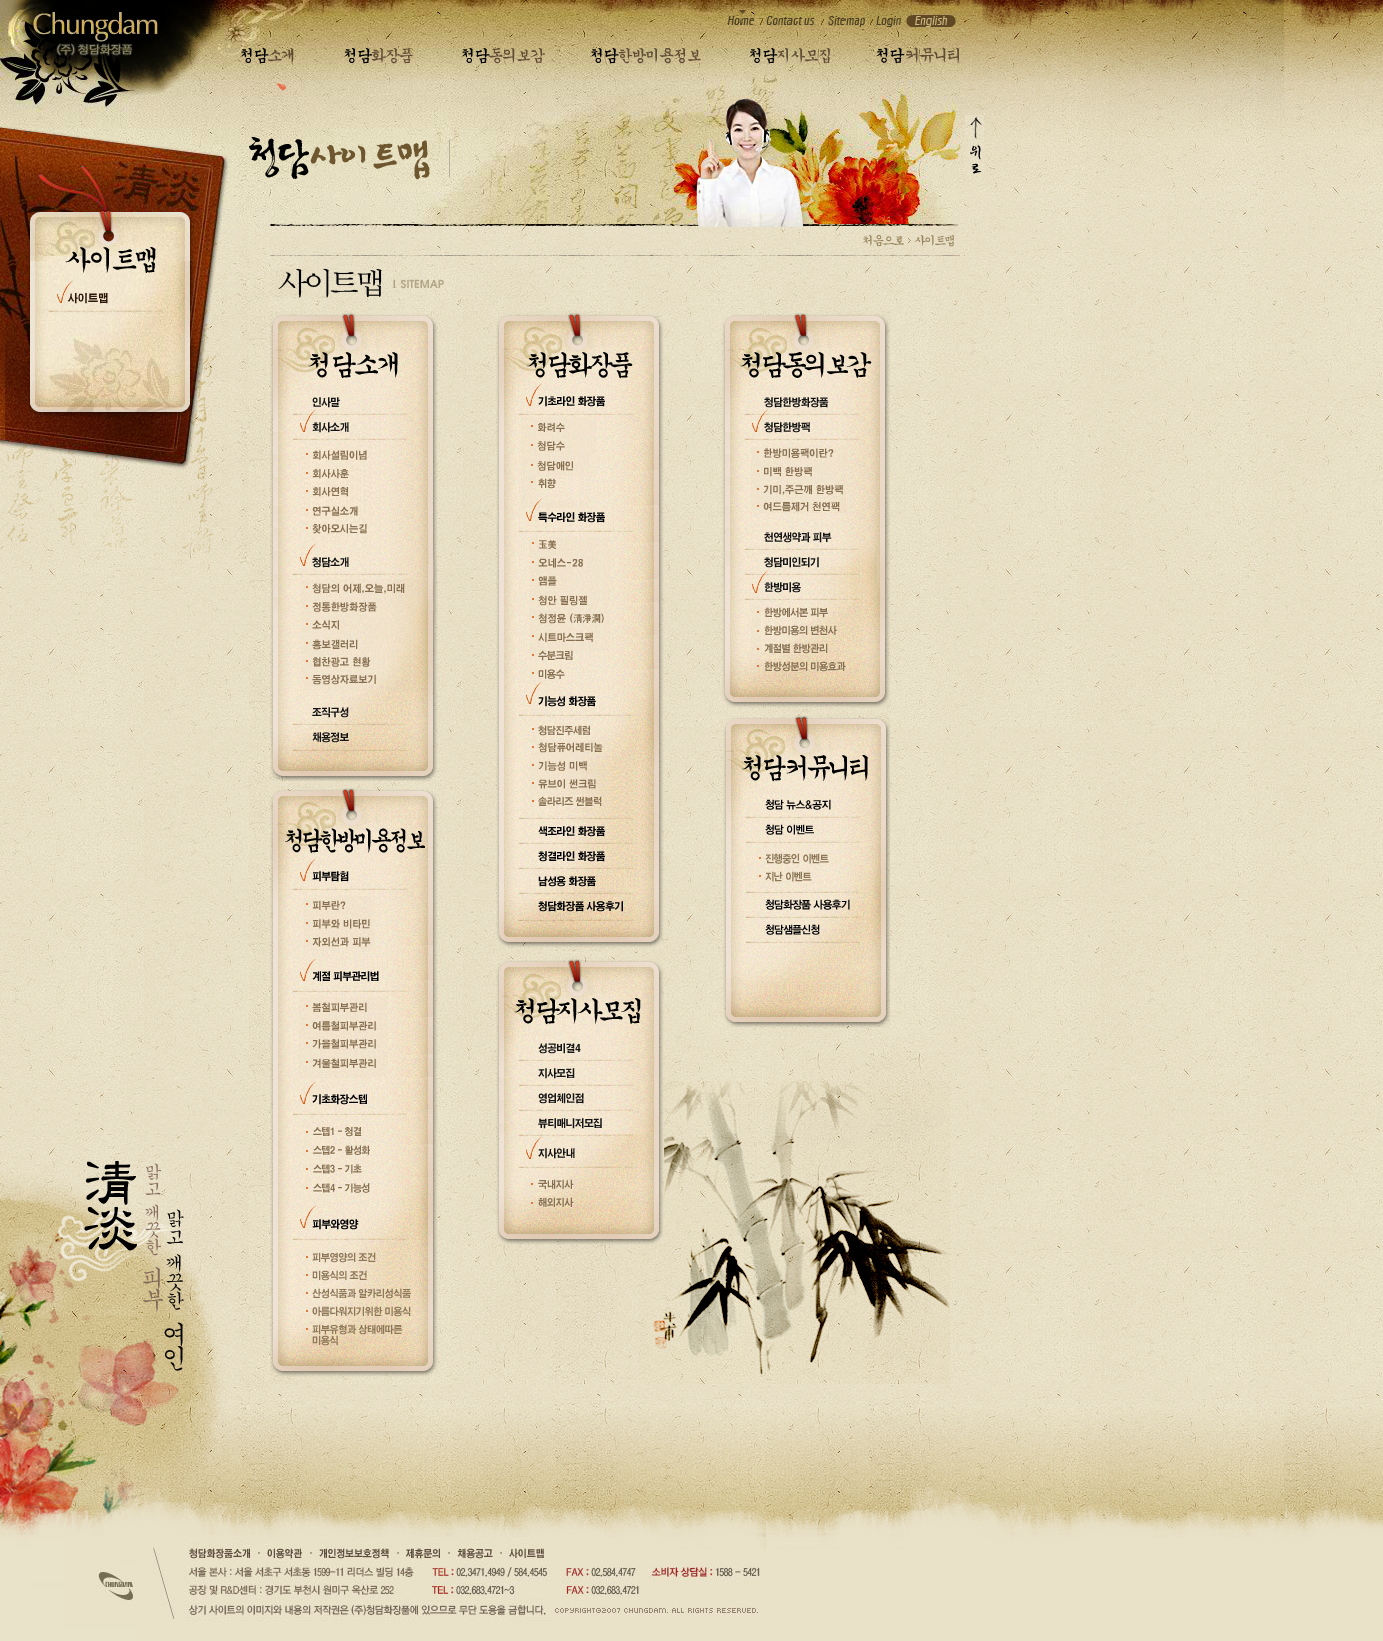 Chungdam
(주) 청담화장품
Home / Contact us / Sitemap / Login English
청담소개 청담화장품 청담동의보감 청담한방미용정보 청담지사모집 청담커뮤니티
청담사이트맵
위로
清淡
사이트맵
사이트맵
처음으로 > 사이트맵
사이트맵 | SITEMAP
청담소개
인사말
회사소개
회사설립이념
회사사훈
회사연혁
연구실소개
찾아오시는길
청담소개
청담의 어제,오늘,미래
정통한방화장품
소식지
홍보갤러리
협찬광고 현황
동영상자료보기
조직구성
채용정보
청담한방미용정보
피부탐험
피부란?
피부와 비타민
자외선과 피부
계절 피부관리법
봄철피부관리
여름철피부관리
가을철피부관리
겨울철피부관리
기초화장스텝
스텝1 - 청결
스텝2 - 활성화
스텝3 - 기초
스텝4 - 기능성
피부와영양
피부영양의 조건
미용식의 조건
산성식품과 알카리성식품
아름다워지기위한 미용식
피부유형과 상태에따른
미용식
청담화장품
기초라인 화장품
화려수
청담수
청담애인
취향
특수라인 화장품
玉美
오네스-28
앰플
청안 필링젤
청정윤 (清淨潤)
시트마스크팩
수분크림
미용수
기능성 화장품
청담진주세럼
청담퓨어레티놀
기능성 미백
유브이 썬크림
솔라리즈 썬블럭
색조라인 화장품
청결라인 화장품
남성용 화장품
청담화장품 사용후기
청담지사모집
성공비결4
지사모집
영업체인점
뷰티매니저모집
지사안내
국내지사
해외지사
청담동의보감
청담한방화장품
청담한방팩
한방미용팩이란?
미백 한방팩
기미,주근깨 한방팩
여드름제거 천연팩
천연생약과 피부
청담미인되기
한방미용
한방에서본 피부
한방미용의 변천사
계절별 한방관리
한방성분의 미용효과
청담커뮤니티
청담 뉴스&공지
청담 이벤트
진행중인 이벤트
지난 이벤트
청담화장품 사용후기
청담샘플신청
清淡
맑고 깨끗한 피부
맑고 깨끗한 여인
청담화장품소개 · 이용약관 · 개인정보보호정책 · 제휴문의 · 채용공고 · 사이트맵
서울 본사 : 서울 서초구 서초동 1599-11 리더스 빌딩 14층 TEL : 02.3471.4949 / 584.4545 FAX : 02.584.4747 소비자 상담실 : 1588 - 5421
공장 및 R&D센터 : 경기도 부천시 원미구 옥산로 252 TEL : 032.683.4721~3 FAX : 032.683.4721
상기 사이트의 이미지와 내용의 저작권은 (주)청담화장품에 있으므로 무단 도용을 금합니다. COPYRIGHT@2007 CHUNGDAM. ALL RIGHTS RESERVED.